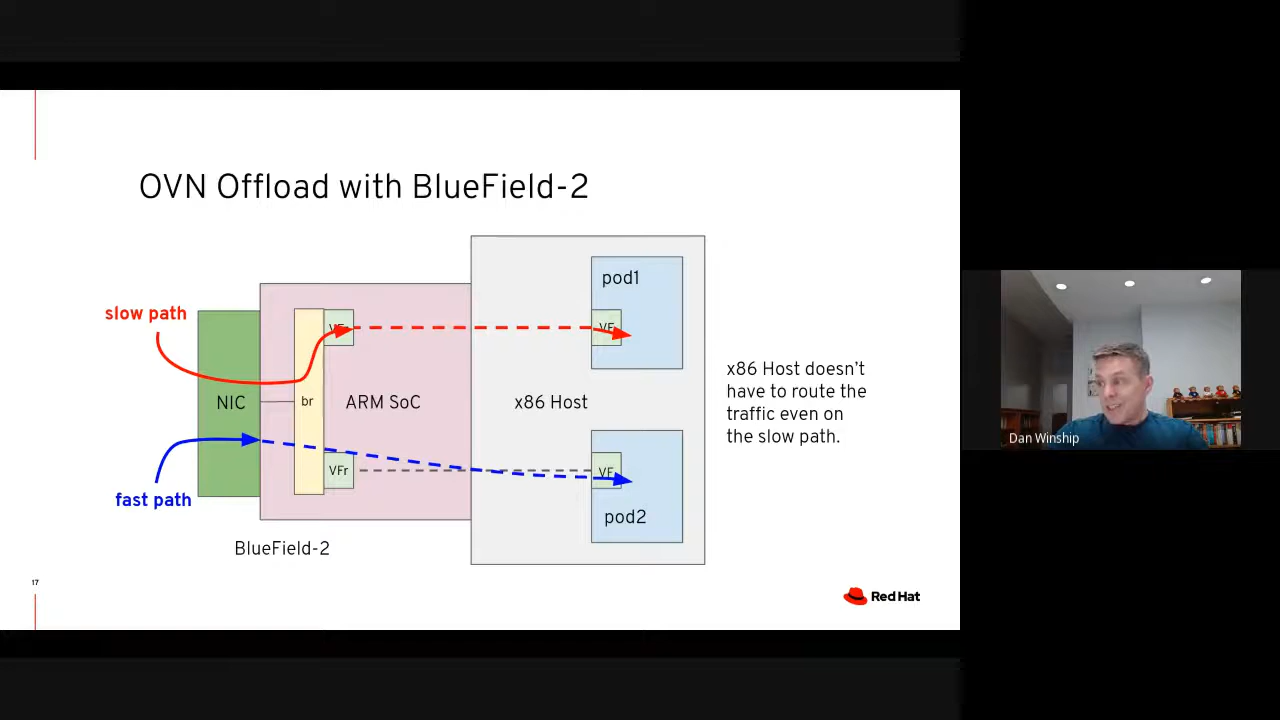 OVN Offload with BlueField-2
pod1
slow path
VF
NIC
br
ARM SoC
x86 Host
x86 Host doesn't
have to route the
traffic even on
the slow path.
Dan Winship
VFr
VF
fast path
pod2
BlueField-2
17
Red Hat